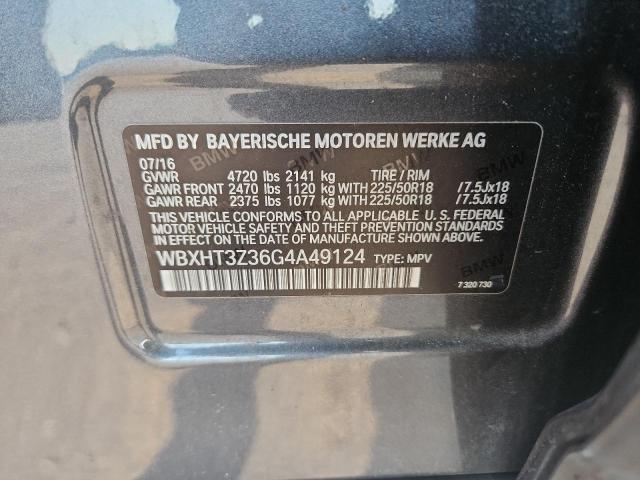 MFD BY BAYERISCHE MOTOREN WERKE AG
07/16
GVWR 4720 lbs 2141 kg TIRE / RIM
GAWR FRONT 2470 lbs 1120 kg WITH 225/50R18 /7.5Jx18
GAWR REAR 2375 lbs 1077 kg WITH 225/50R18 /7.5Jx18
THIS VEHICLE CONFORMS TO ALL APPLICABLE U. S. FEDERAL
MOTOR VEHICLE SAFETY, BUMPER, AND THEFT PREVENTION STANDARDS
IN EFFECT ON THE DATE OF MANUFACTURE SHOWN ABOVE.
WBXHT3Z36G4A49124 TYPE: MPV
7 320 730